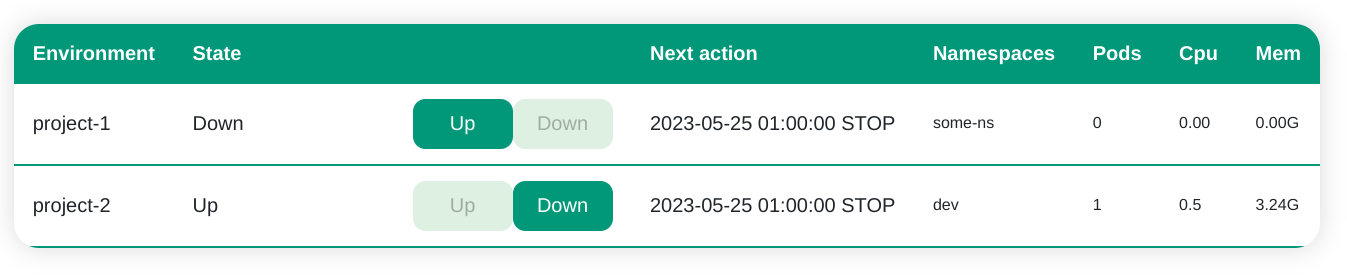 Environment State Next action Namespaces Pods Cpu Mem
project-1 Down Up Down 2023-05-25 01:00:00 STOP some-ns 0 0.00 0.00G
project-2 Up Up Down 2023-05-25 01:00:00 STOP dev 1 0.5 3.24G